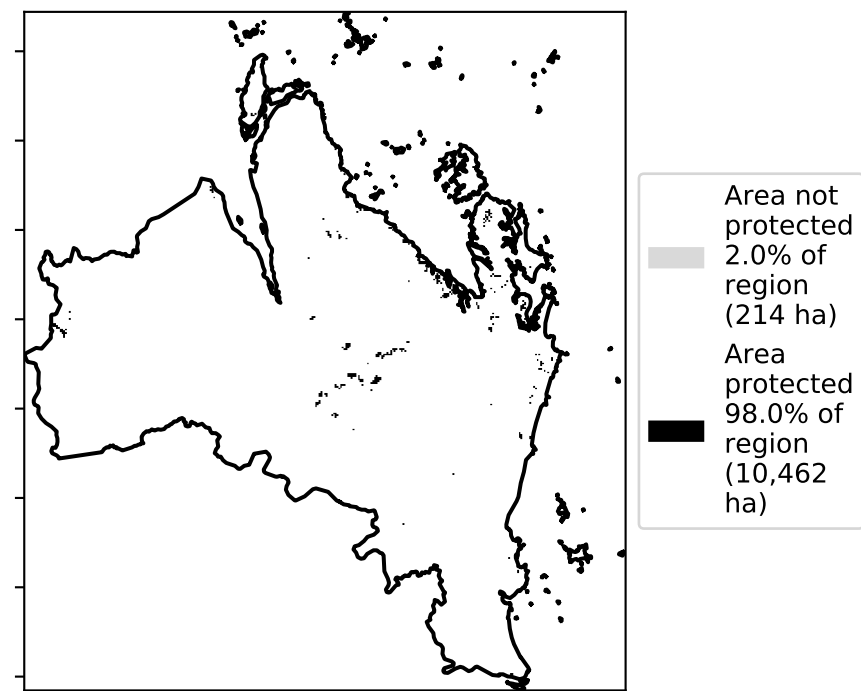 Area not
protected
2.0% of
region
(214 ha)
Area
protected
98.0% of
region
(10,462
ha)